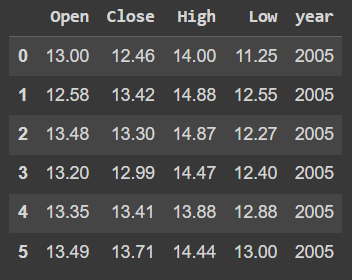 Open Close High Low year
0 13.00 12.46 14.00 11.25 2005
1 12.58 13.42 14.88 12.55 2005
2 13.48 13.30 14.87 12.27 2005
3 13.20 12.99 14.47 12.40 2005
4 13.35 13.41 13.88 12.88 2005
5 13.49 13.71 14.44 13.00 2005